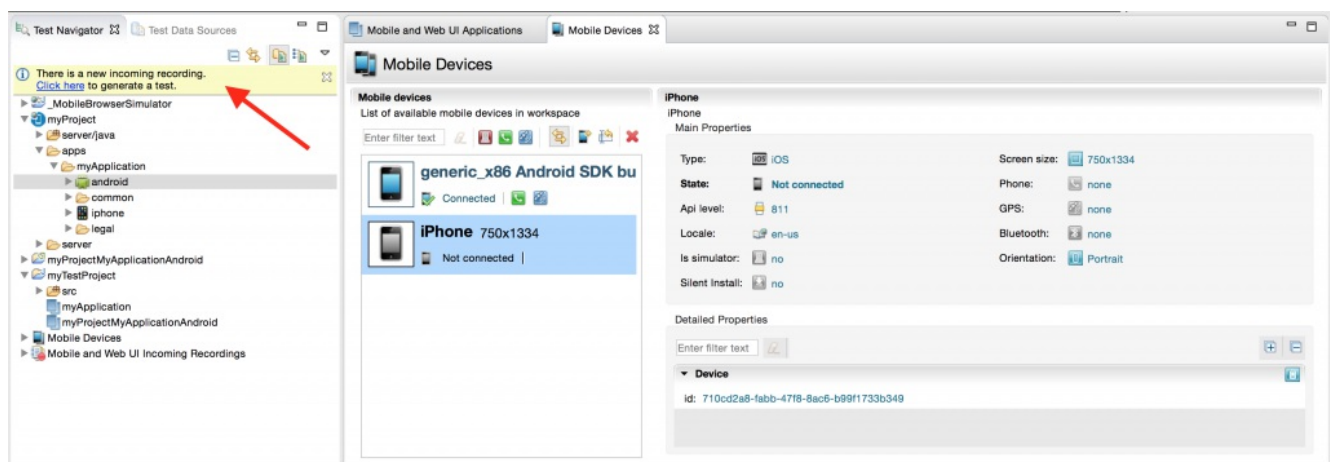 Test Navigator
Test Data Sources
There is a new incoming recording.
Click here to generate a test.
_MobileBrowserSimulator
myProject
server/java
apps
myApplication
android
common
iphone
legal
server
myProjectMyApplicationAndroid
myTestProject
src
myApplication
myProjectMyApplicationAndroid
Mobile Devices
Mobile and Web UI Incoming Recordings
Mobile and Web UI Applications
Mobile Devices
Mobile Devices
Mobile devices
List of available mobile devices in workspace
Enter filter text
generic_x86 Android SDK bu
Connected
iPhone 750x1334
Not connected
iPhone
iPhone
Main Properties
Type: iOS
Screen size: 750x1334
State: Not connected
Phone: none
Api level: 811
GPS: none
Locale: en-us
Bluetooth: none
Is simulator: no
Orientation: Portrait
Silent Install: no
Detailed Properties
Enter filter text
Device
id: 710cd2a8-fabb-47f8-8ac6-b99f1733b349